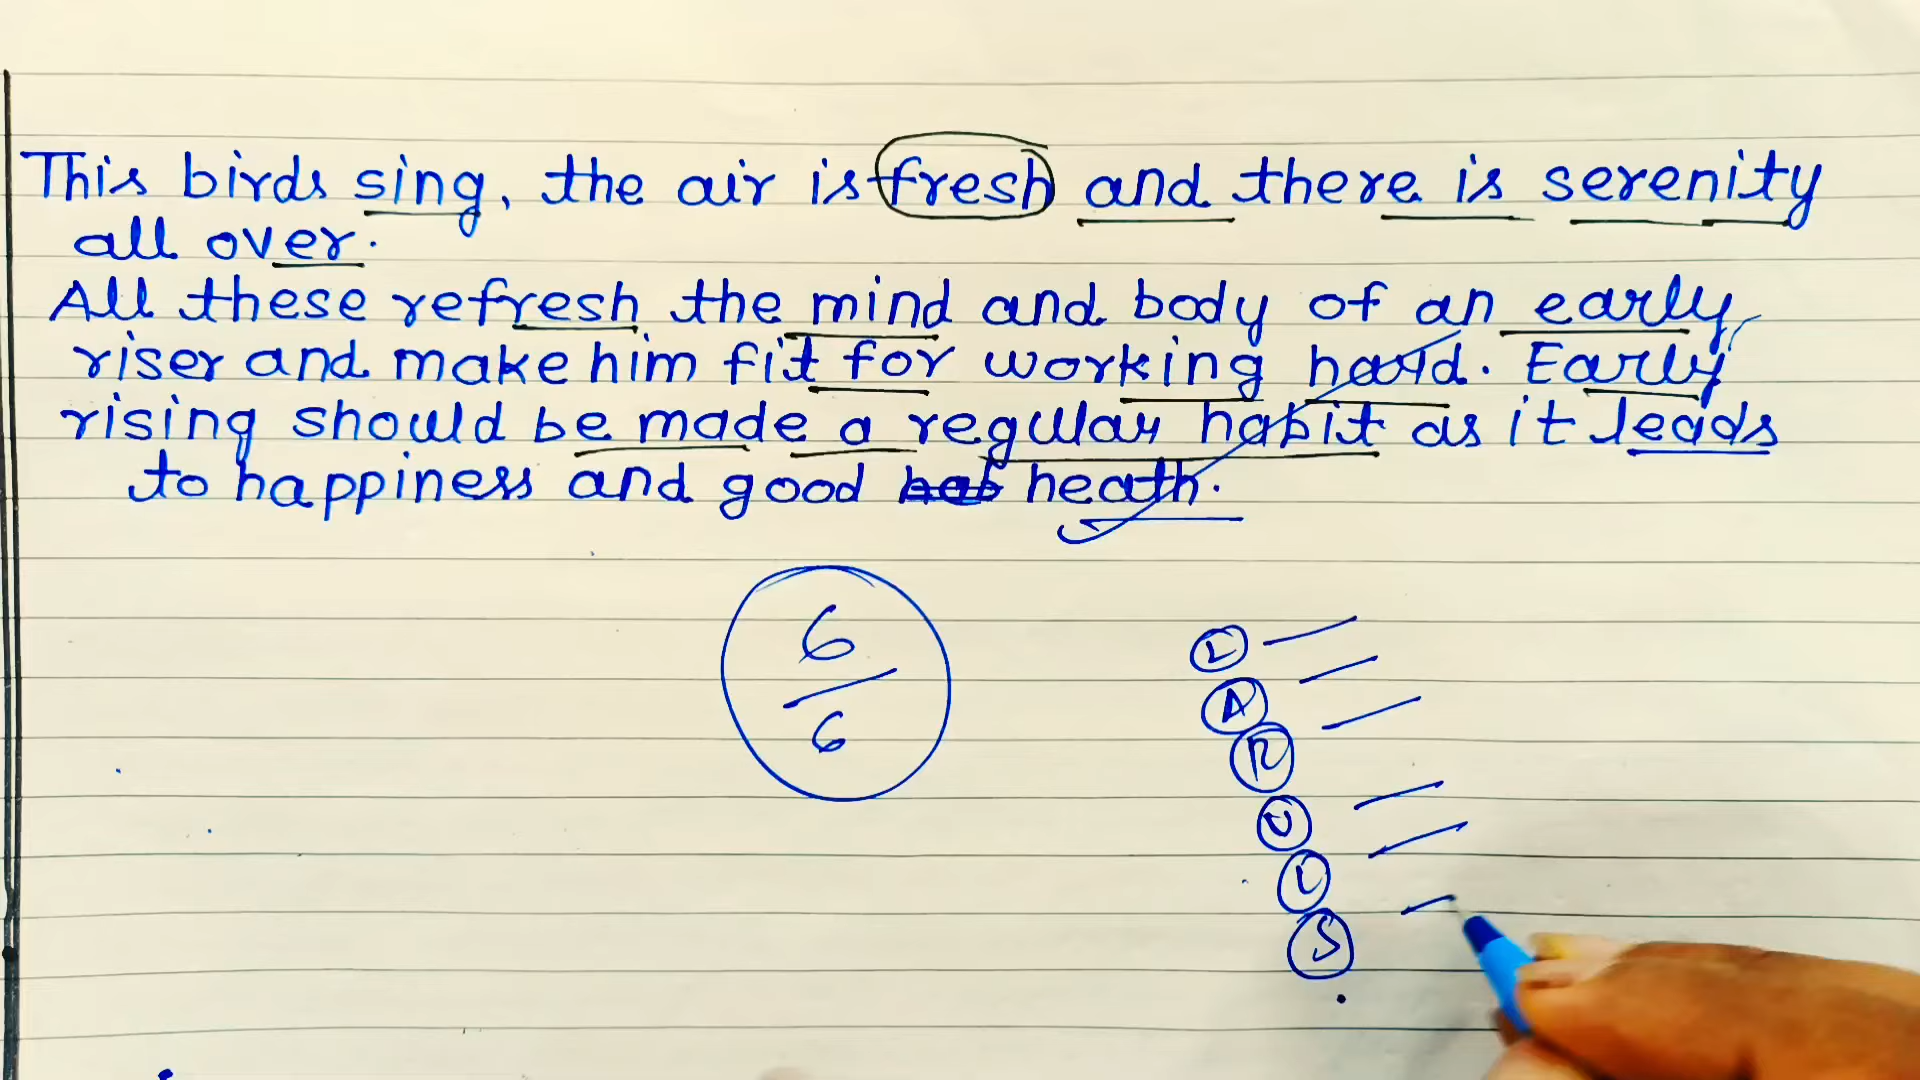 This birds sing, the air is fresh and there is serenity
all over.
All these refresh the mind and body of an early
riser and make him fit for working hard. Early
rising should be made a regular habit as it leads
to happiness and good heath.
6
6
A
R
U
L
S